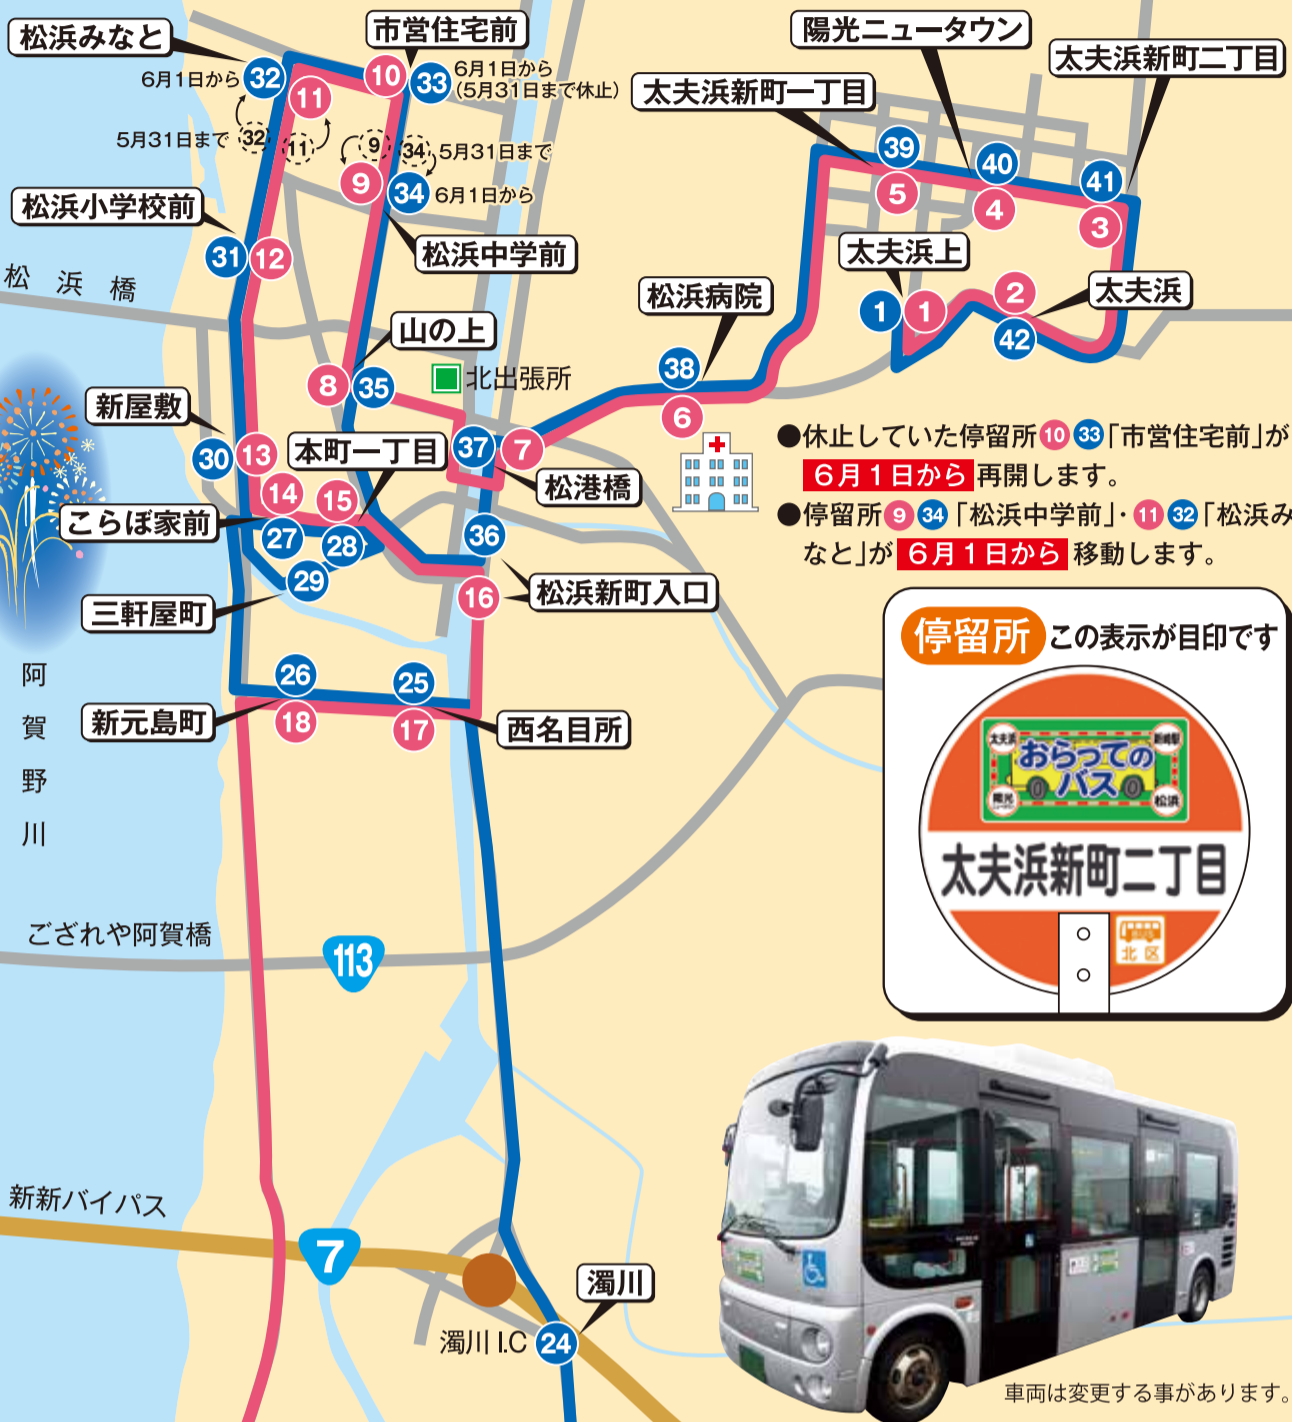 松浜みなと
市営住宅前
陽光ニュータウン
太夫浜新町二丁目
太夫浜新町一丁目
6月1日から
32
11
10
33
6月1日から
(5月31日まで休止)
5月31日まで
32
11
9
34
5月31日まで
9
34
6月1日から
松浜小学校前
31
12
松浜中学前
39
5
40
4
41
3
太夫浜上
1
1
2
42
太夫浜
松浜橋
松浜病院
38
6
山の上
8
35
北出張所
新屋敷
30
13
本町一丁目
37
7
松港橋
14
15
こらぼ家前
27
28
29
36
三軒屋町
16
松浜新町入口
●休止していた停留所10 33「市営住宅前」が
6月1日から再開します。
●停留所9 34「松浜中学前」・11 32「松浜み
なと」が6月1日から移動します。
停留所 この表示が目印です
太夫浜
新崎駅
おらっての
バス
陽光
ニュータウン
松浜
太夫浜新町二丁目
北区
26
25
新元島町
18
17
西名目所
阿賀野川
ござれや阿賀橋
113
新新バイパス
7
濁川
濁川 I.C
24
車両は変更する事があります。